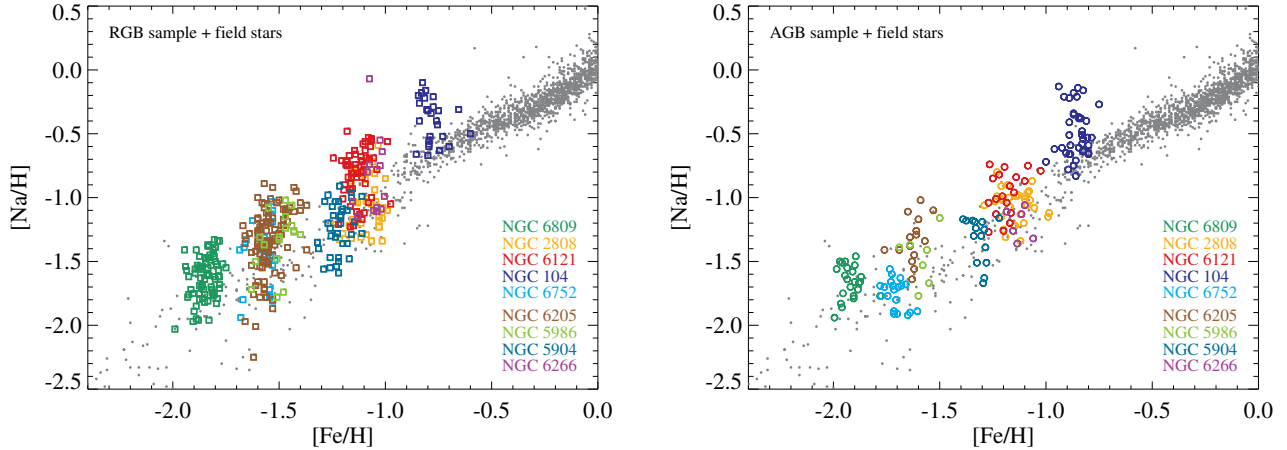 RGB sample + field stars
[Na/H]
0.5
0.0
-0.5
-1.0
-1.5
-2.0
-2.5
NGC 6809
NGC 2808
NGC 6121
NGC 104
NGC 6752
NGC 6205
NGC 5986
NGC 5904
NGC 6266
-2.0 -1.5 -1.0 -0.5 0.0
[Fe/H]
AGB sample + field stars
[Na/H]
0.5
0.0
-0.5
-1.0
-1.5
-2.0
-2.5
NGC 6809
NGC 2808
NGC 6121
NGC 104
NGC 6752
NGC 6205
NGC 5986
NGC 5904
NGC 6266
-2.0 -1.5 -1.0 -0.5 0.0
[Fe/H]